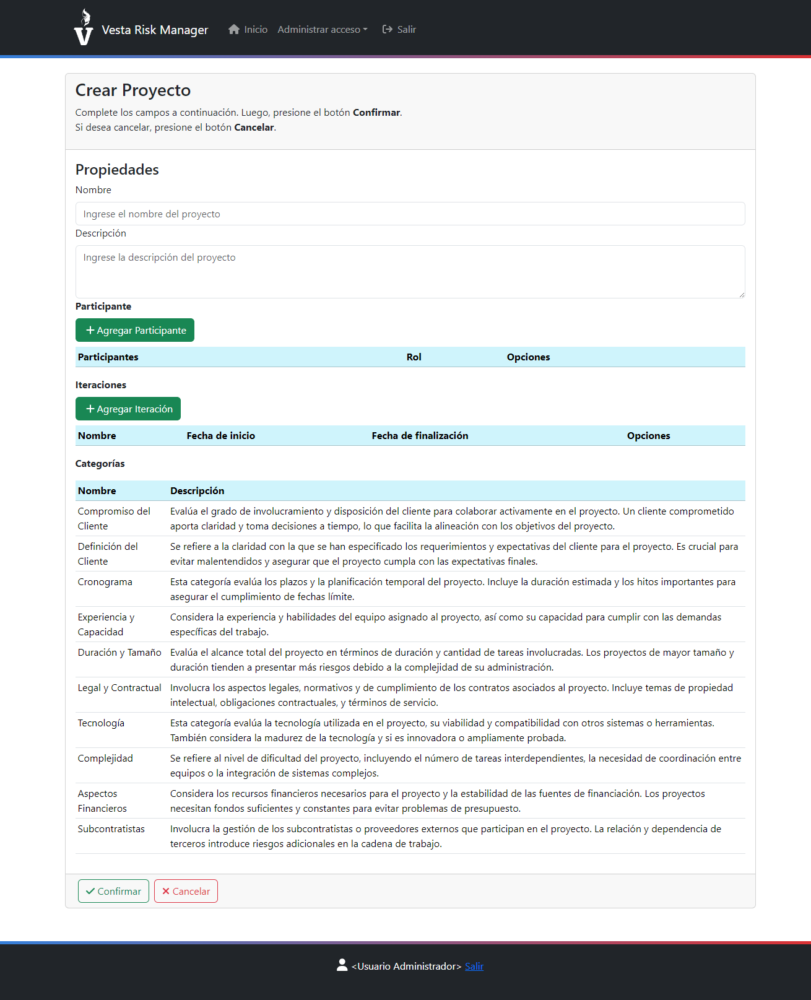 Vesta Risk Manager
Inicio
Administrar acceso
Salir
Crear Proyecto
Complete los campos a continuación. Luego, presione el botón Confirmar.
Si desea cancelar, presione el botón Cancelar.
Propiedades
Nombre
Ingrese el nombre del proyecto
Descripción
Ingrese la descripción del proyecto
Participante
Agregar Participante
Participantes Rol Opciones
Iteraciones
Agregar Iteración
Nombre Fecha de inicio Fecha de finalización Opciones
Categorías
Nombre Descripción
Compromiso del Evalúa el grado de involucramiento y disposición del cliente para colaborar activamente en el proyecto. Un cliente comprometido
Cliente aporta claridad y toma decisiones a tiempo, lo que facilita la alineación con los objetivos del proyecto.
Definición del Se refiere a la claridad con la que se han especificado los requerimientos y expectativas del cliente para el proyecto. Es crucial para
Cliente evitar malentendidos y asegurar que el proyecto cumpla con las expectativas finales.
Cronograma Esta categoría evalúa los plazos y la planificación temporal del proyecto. Incluye la duración estimada y los hitos importantes para
asegurar el cumplimiento de fechas límite.
Experiencia y Considera la experiencia y habilidades del equipo asignado al proyecto, así como su capacidad para cumplir con las demandas
Capacidad específicas del trabajo.
Duración y Tamaño Evalúa el alcance total del proyecto en términos de duración y cantidad de tareas involucradas. Los proyectos de mayor tamaño y
duración tienden a presentar más riesgos debido a la complejidad de su administración.
Legal y Contractual Involucra los aspectos legales, normativos y de cumplimiento de los contratos asociados al proyecto. Incluye temas de propiedad
intelectual, obligaciones contractuales, y términos de servicio.
Tecnología Esta categoría evalúa la tecnología utilizada en el proyecto, su viabilidad y compatibilidad con otros sistemas o herramientas.
También considera la madurez de la tecnología y si es innovadora o ampliamente probada.
Complejidad Se refiere al nivel de dificultad del proyecto, incluyendo el número de tareas interdependientes, la necesidad de coordinación entre
equipos o la integración de sistemas complejos.
Aspectos Considera los recursos financieros necesarios para el proyecto y la estabilidad de las fuentes de financiación. Los proyectos
Financieros necesitan fondos suficientes y constantes para evitar problemas de presupuesto.
Subcontratistas Involucra la gestión de los subcontratistas o proveedores externos que participan en el proyecto. La relación y dependencia de
terceros introduce riesgos adicionales en la cadena de trabajo.
Confirmar Cancelar
<Usuario Administrador> Salir